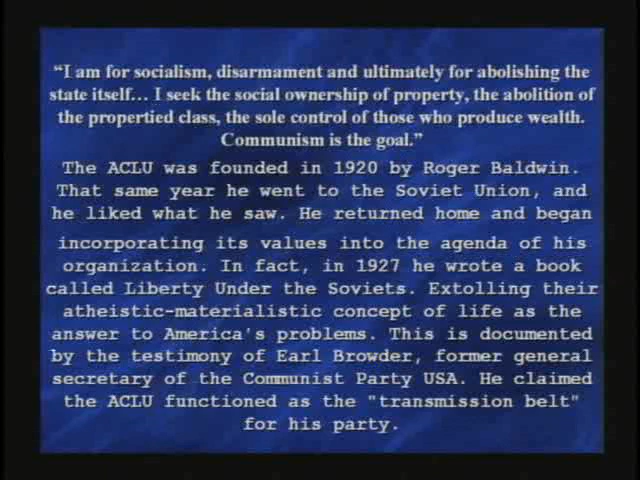 “I am for socialism, disarmament and ultimately for abolishing the
state itself... I seek the social ownership of property, the abolition of
the propertied class, the sole control of those who produce wealth.
Communism is the goal.”
The ACLU was founded in 1920 by Roger Baldwin.
That same year he went to the Soviet Union, and
he liked what he saw. He returned home and began
incorporating its values into the agenda of his
organization. In fact, in 1927 he wrote a book
called Liberty Under the Soviets. Extolling their
atheistic-materialistic concept of life as the
answer to America's problems. This is documented
by the testimony of Earl Browder, former general
secretary of the Communist Party USA. He claimed
the ACLU functioned as the "transmission belt"
for his party.